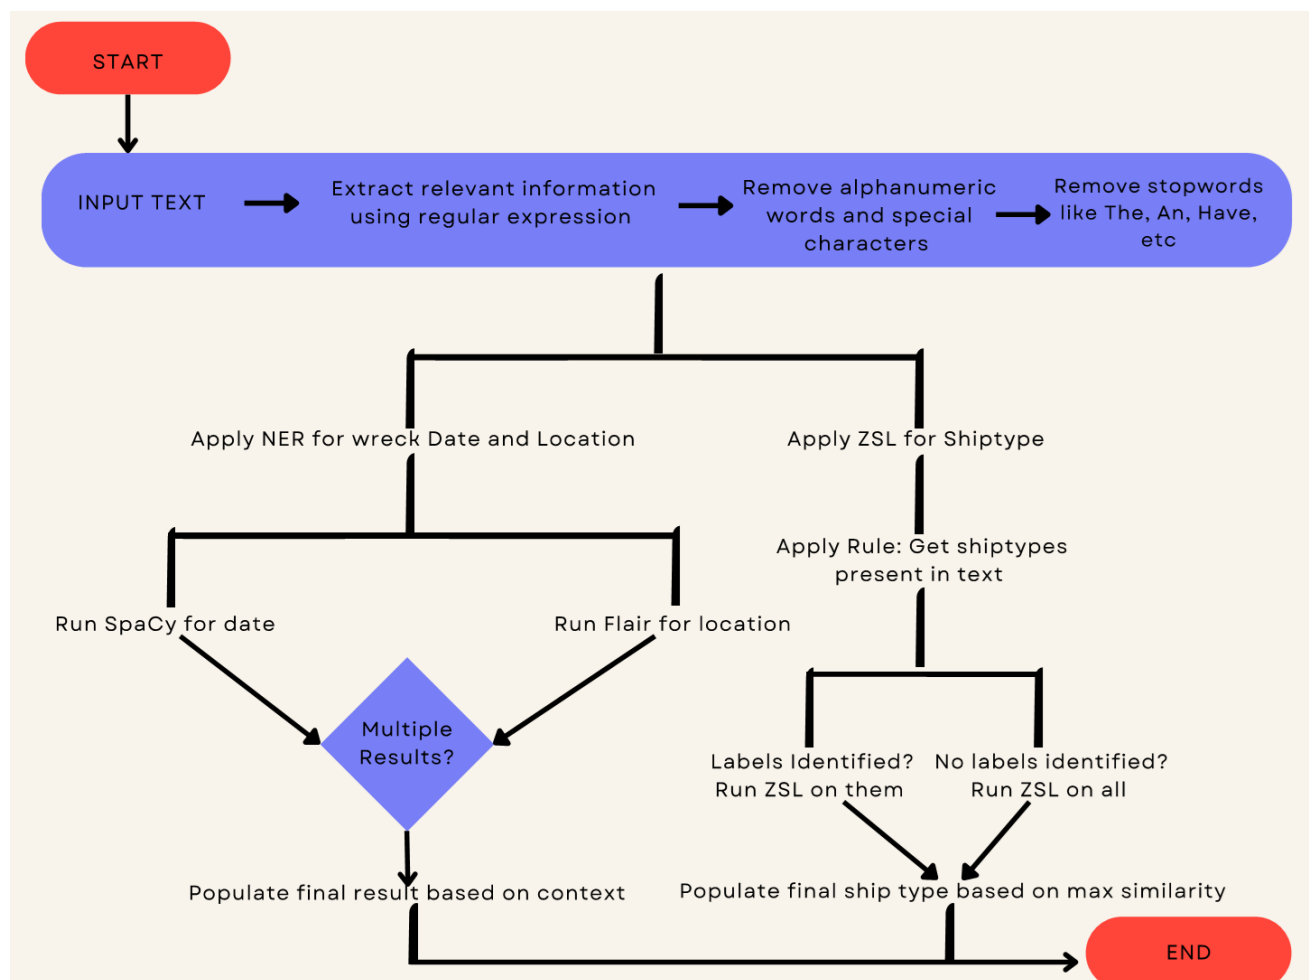 START
INPUT TEXT
Extract relevant information
using regular expression
Remove alphanumeric
words and special
characters
Remove stopwords
like The, An, Have,
etc
Apply NER for wreck Date and Location
Apply ZSL for Shiptype
Apply Rule: Get shiptypes
present in text
Run SpaCy for date
Run Flair for location
Multiple
Results?
Labels Identified?
Run ZSL on them
No labels identified?
Run ZSL on all
Populate final result based on context
Populate final ship type based on max similarity
END